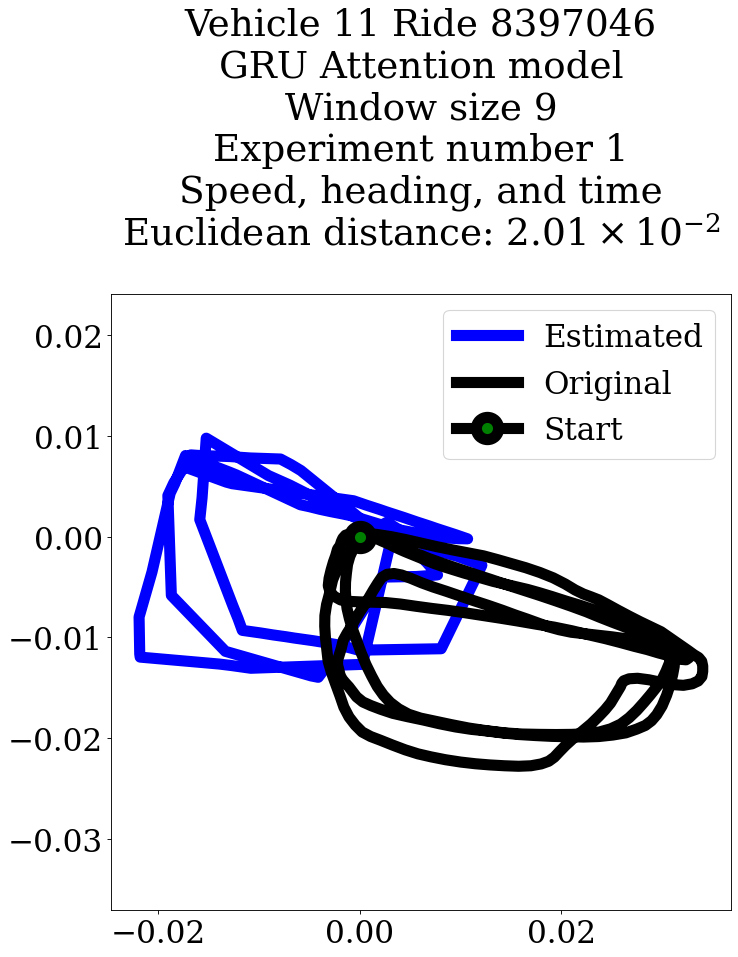 Vehicle 11 Ride 8397046
GRU Attention model
Window size 9
Experiment number 1
Speed, heading, and time
Euclidean distance: 2.01 × 10⁻²
Estimated
Original
Start
0.02
0.01
0.00
−0.01
−0.02
−0.03
−0.02
0.00
0.02